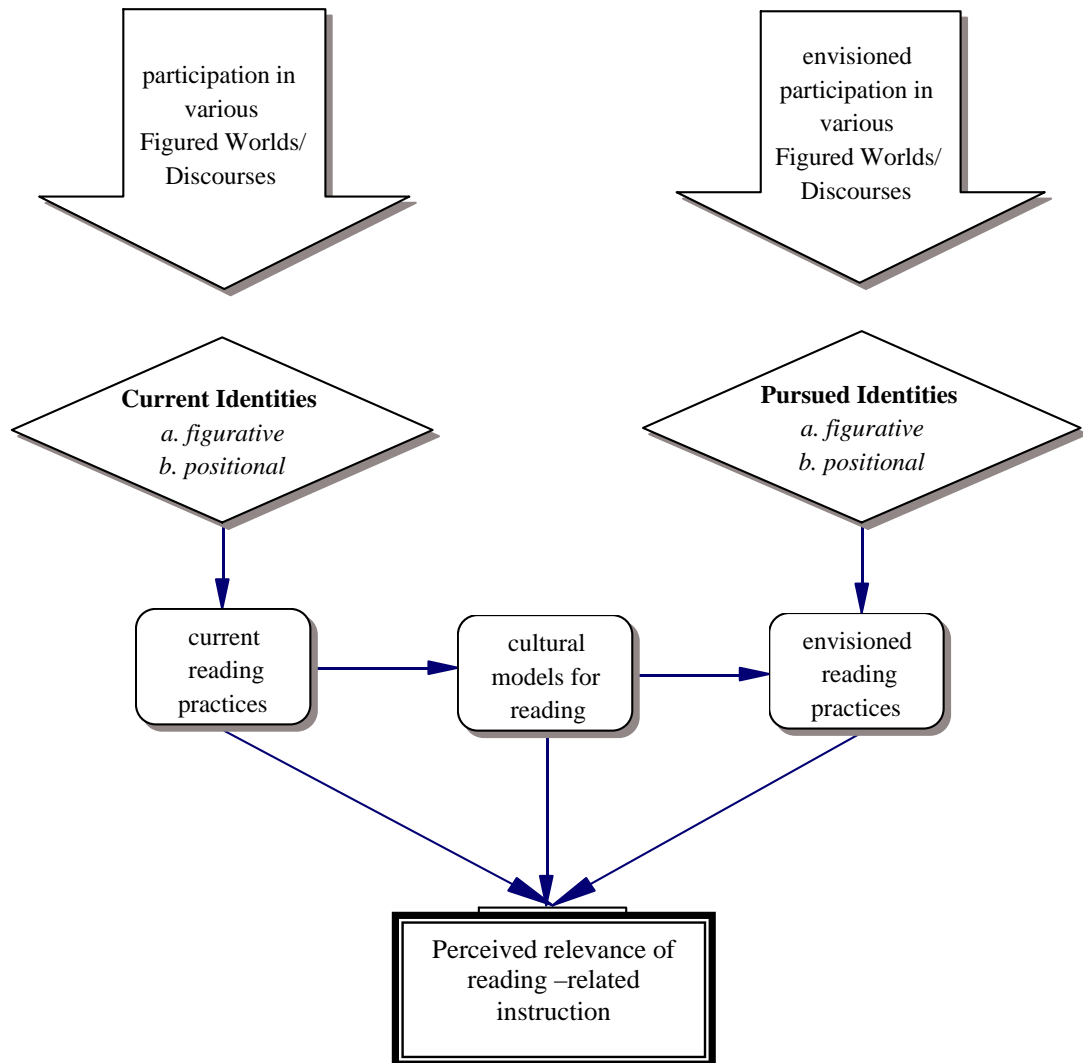 participation in
various
Figured Worlds/
Discourses
envisioned
participation in
various
Figured Worlds/
Discourses
Current Identities
a. figurative
b. positional
Pursued Identities
a. figurative
b. positional
current
reading
practices
cultural
models for
reading
envisioned
reading
practices
Perceived relevance of
reading –related
instruction